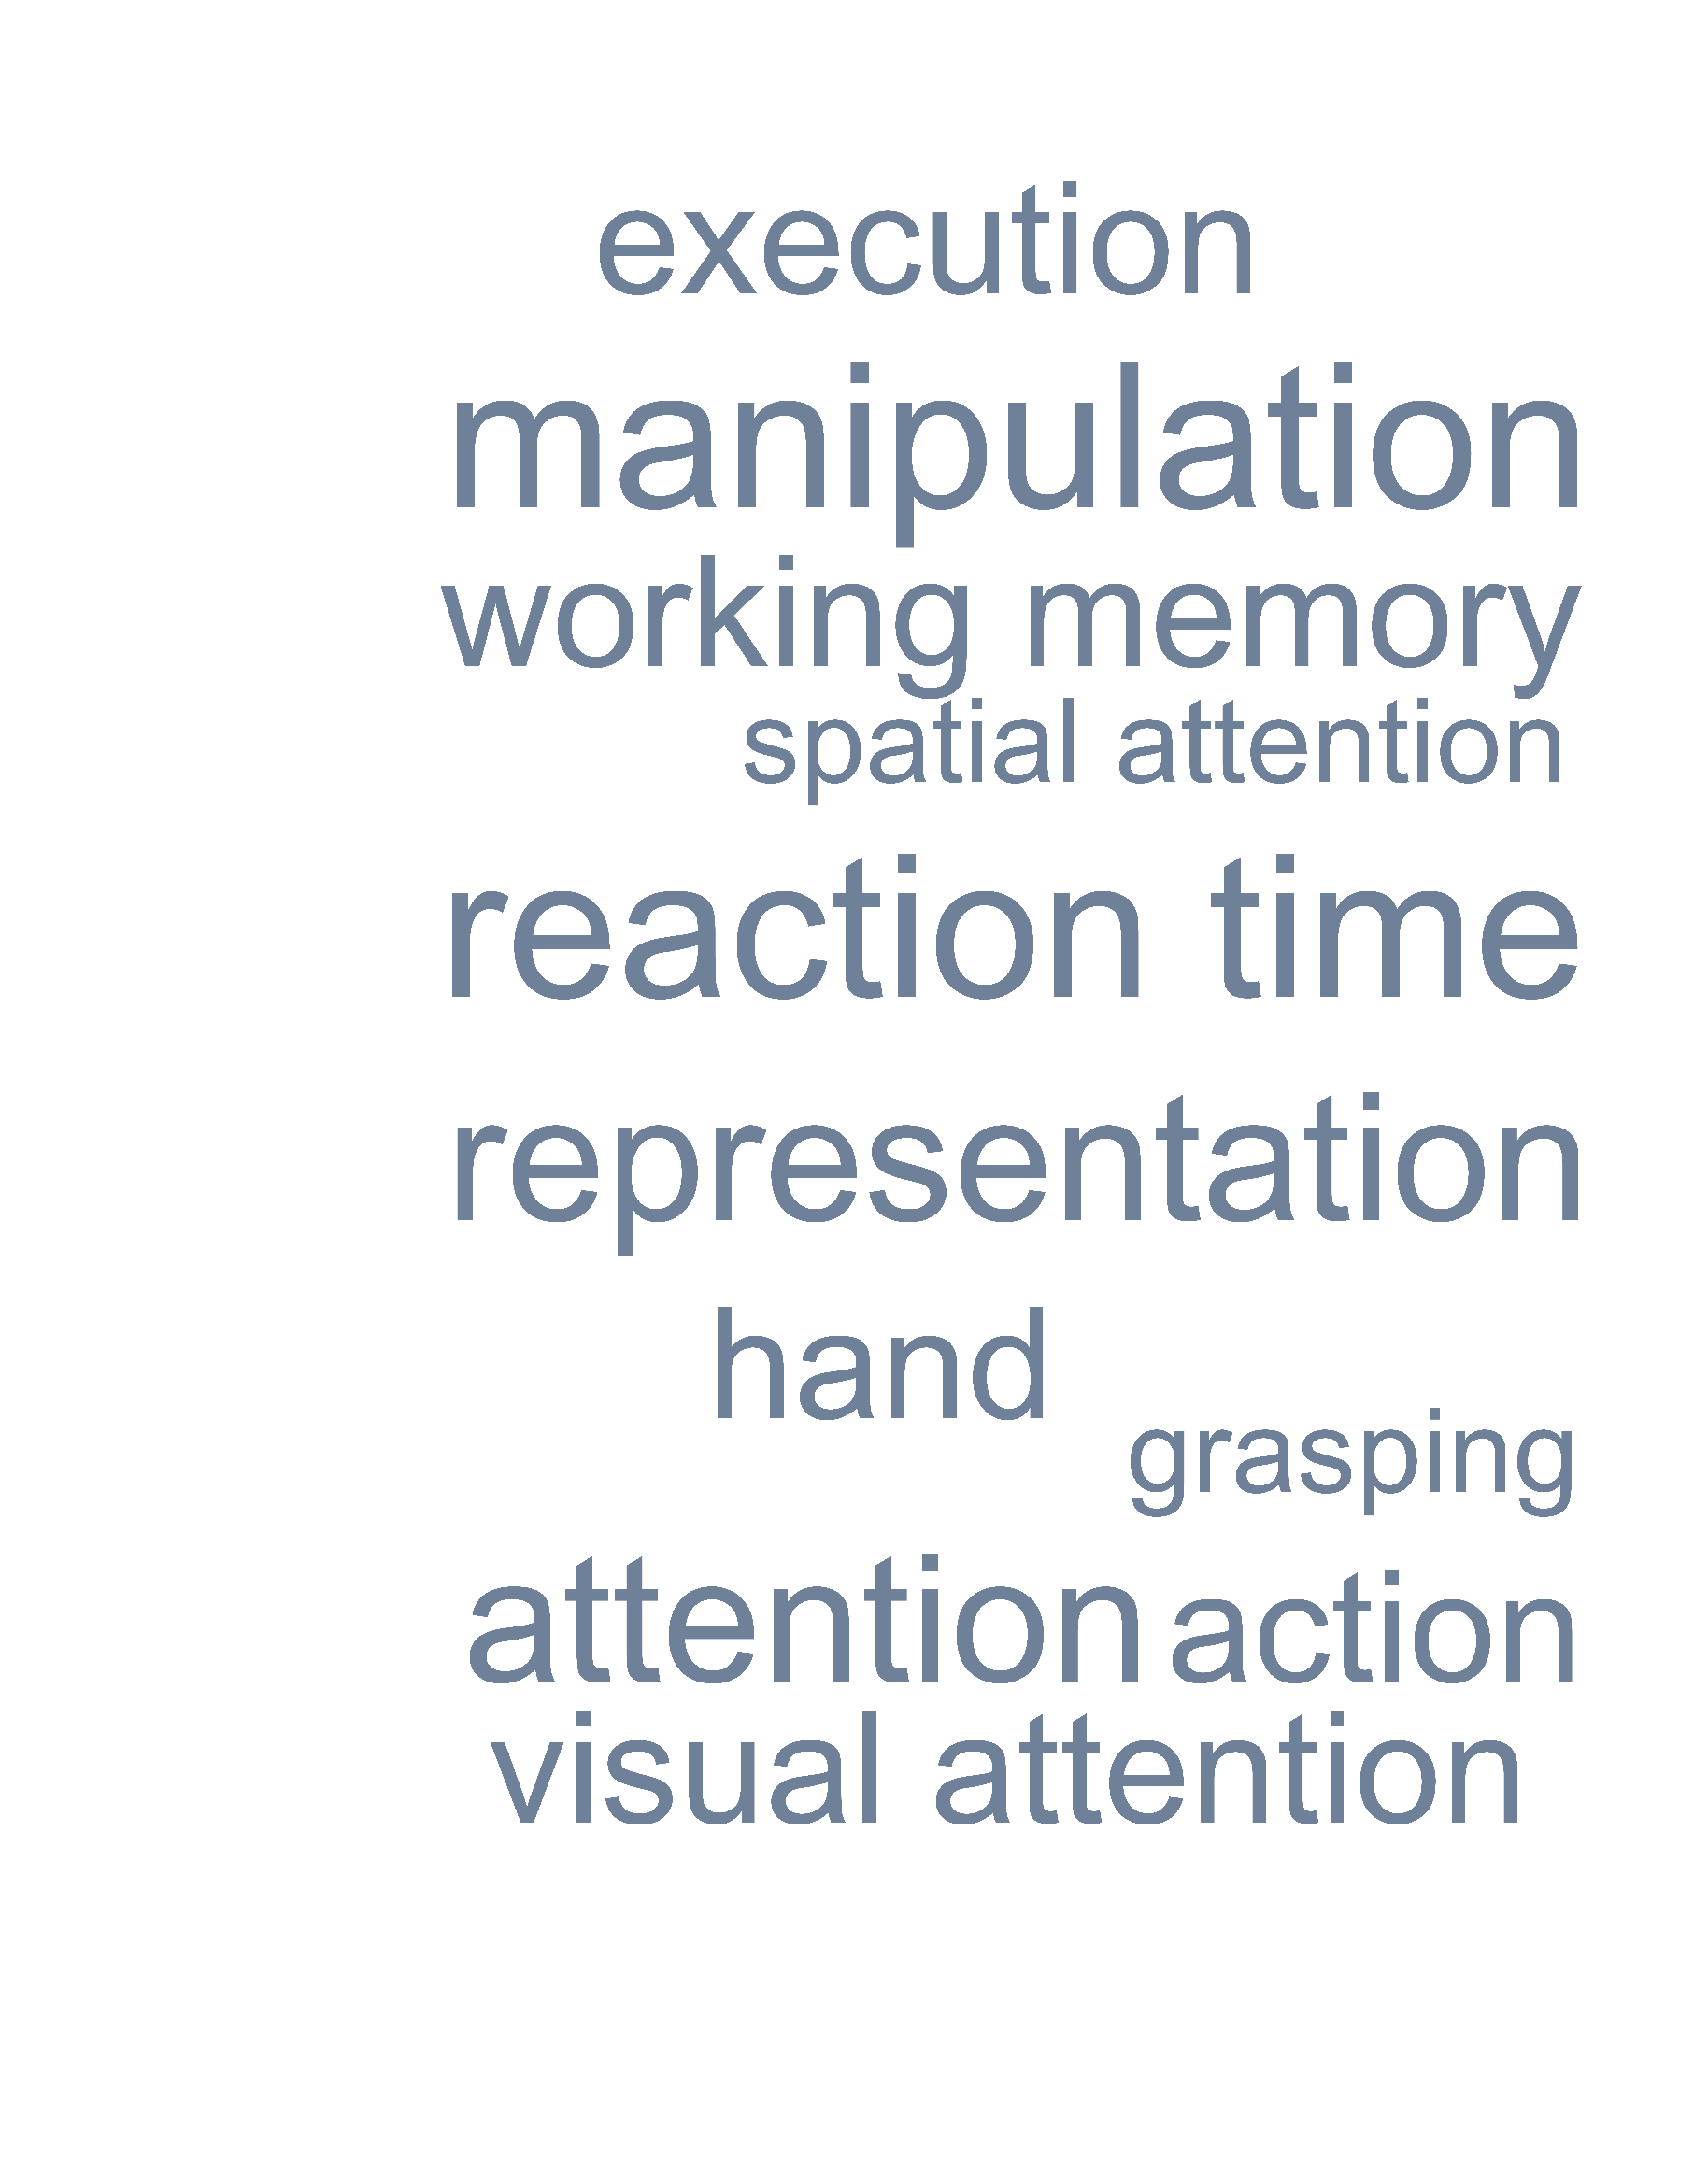 execution
manipulation
working memory
spatial attention
reaction time
representation
hand
grasping
attention action
visual attention